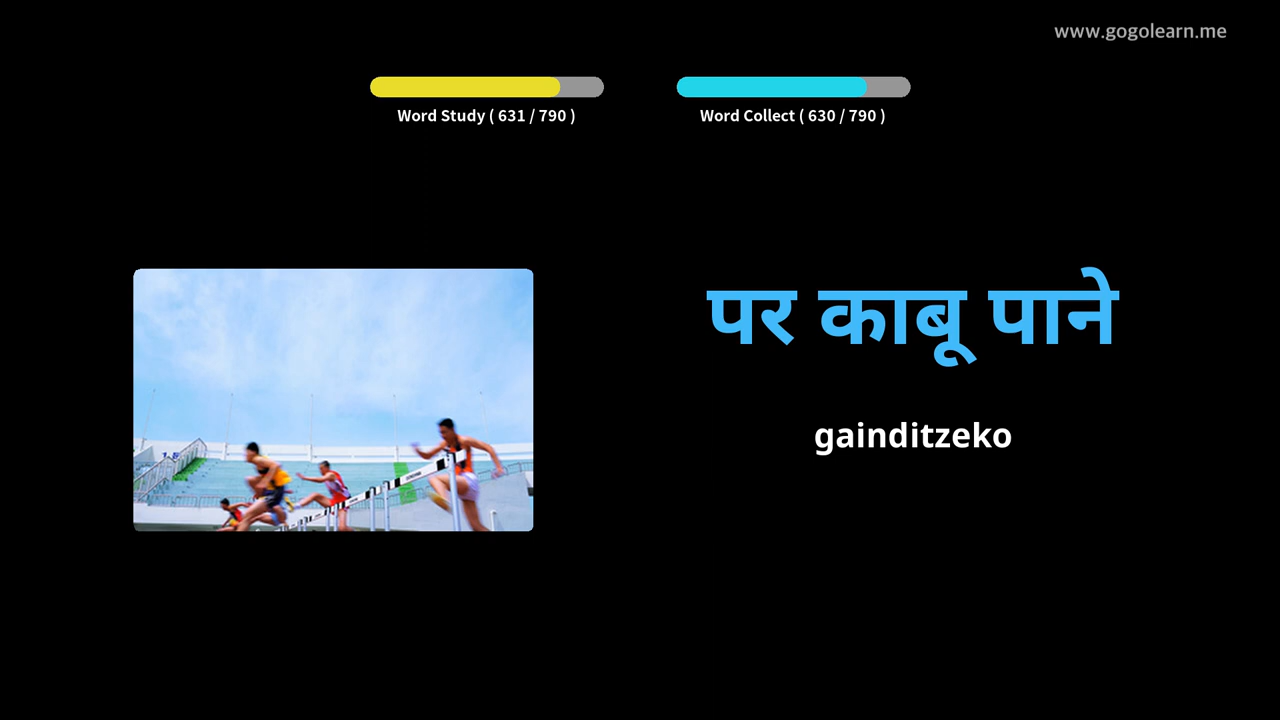 www.gogolearn.me
Word Study ( 631 / 790 )
Word Collect ( 630 / 790 )
पर काबू पाने
gainditzeko